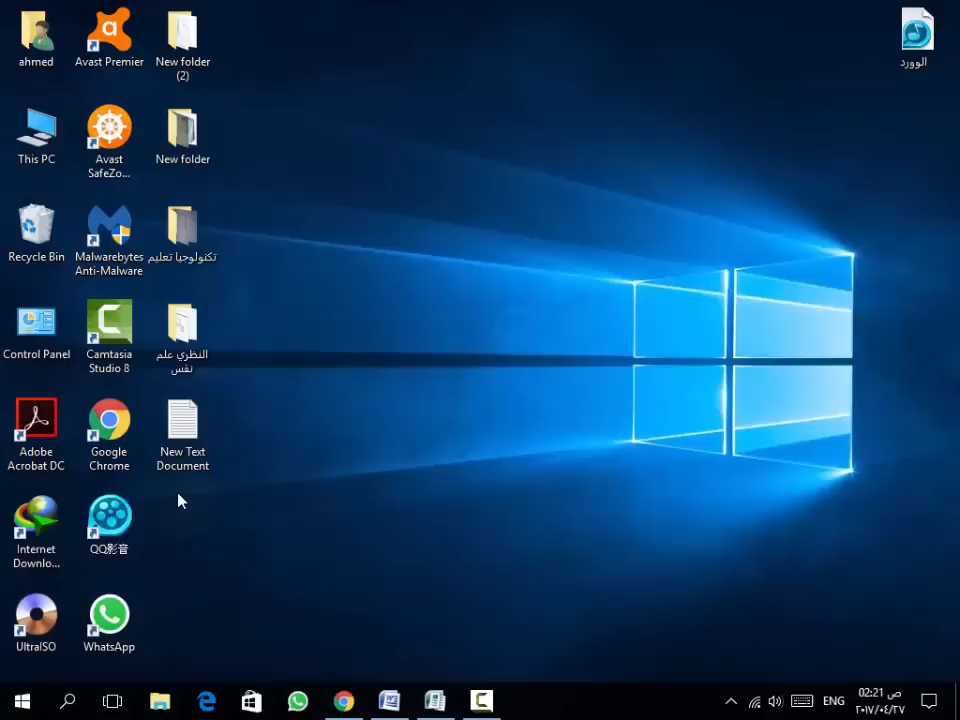 ahmed
Avast Premier
New folder
(2)
الوورد
This PC
Avast
SafeZo...
New folder
Recycle Bin
Malwarebytes
Anti-Malware
تكنولوجيا تعليم
Control Panel
Camtasia
Studio 8
النظري علم
نفس
Adobe
Acrobat DC
Google
Chrome
New Text
Document
Internet
Downlo...
QQ影音
UltraISO
WhatsApp
ENG
02:21 ص
٢٠١٧/٠٤/٢٧